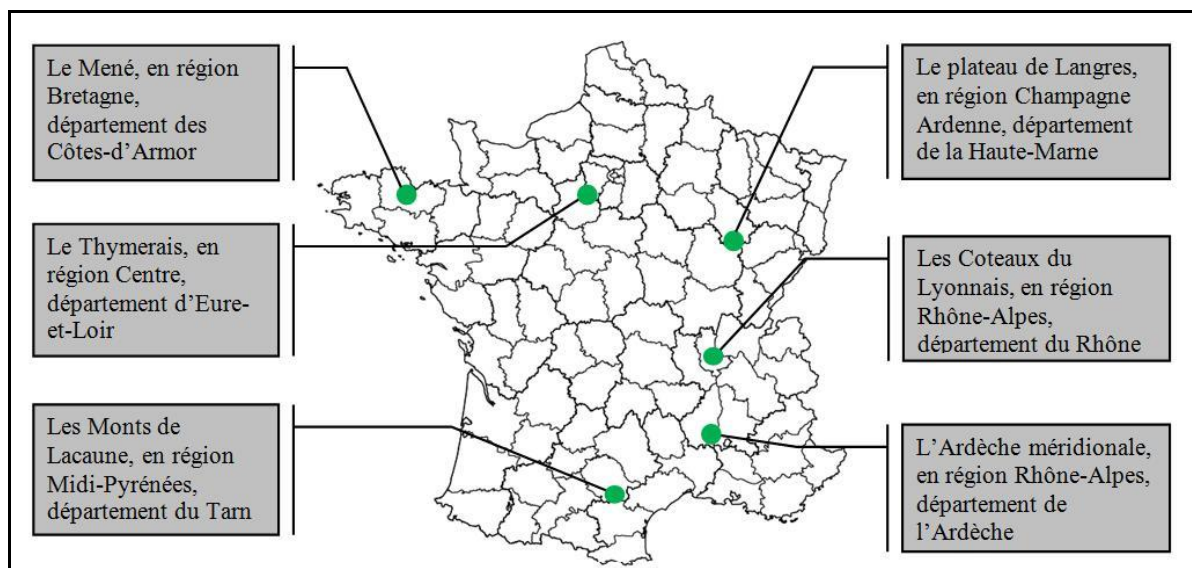 Le Mené, en région
Bretagne,
département des
Côtes-d’Armor
Le Thymerais, en
région Centre,
département d’Eure-
et-Loir
Les Monts de
Lacaune, en région
Midi-Pyrénées,
département du Tarn
Le plateau de Langres,
en région Champagne
Ardenne, département
de la Haute-Marne
Les Coteaux du
Lyonnais, en région
Rhône-Alpes,
département du Rhône
L’Ardèche méridionale,
en région Rhône-Alpes,
département de
l’Ardèche